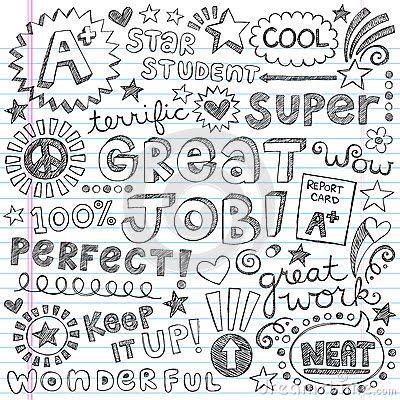 A+
STAR
STUDENT
COOL
terrific
SUPER
GREAT
JOB!
wow
REPORT
CARD
A+
100%
PERFECT!
great
work
KEEP
IT UP!
NEAT
wonderful